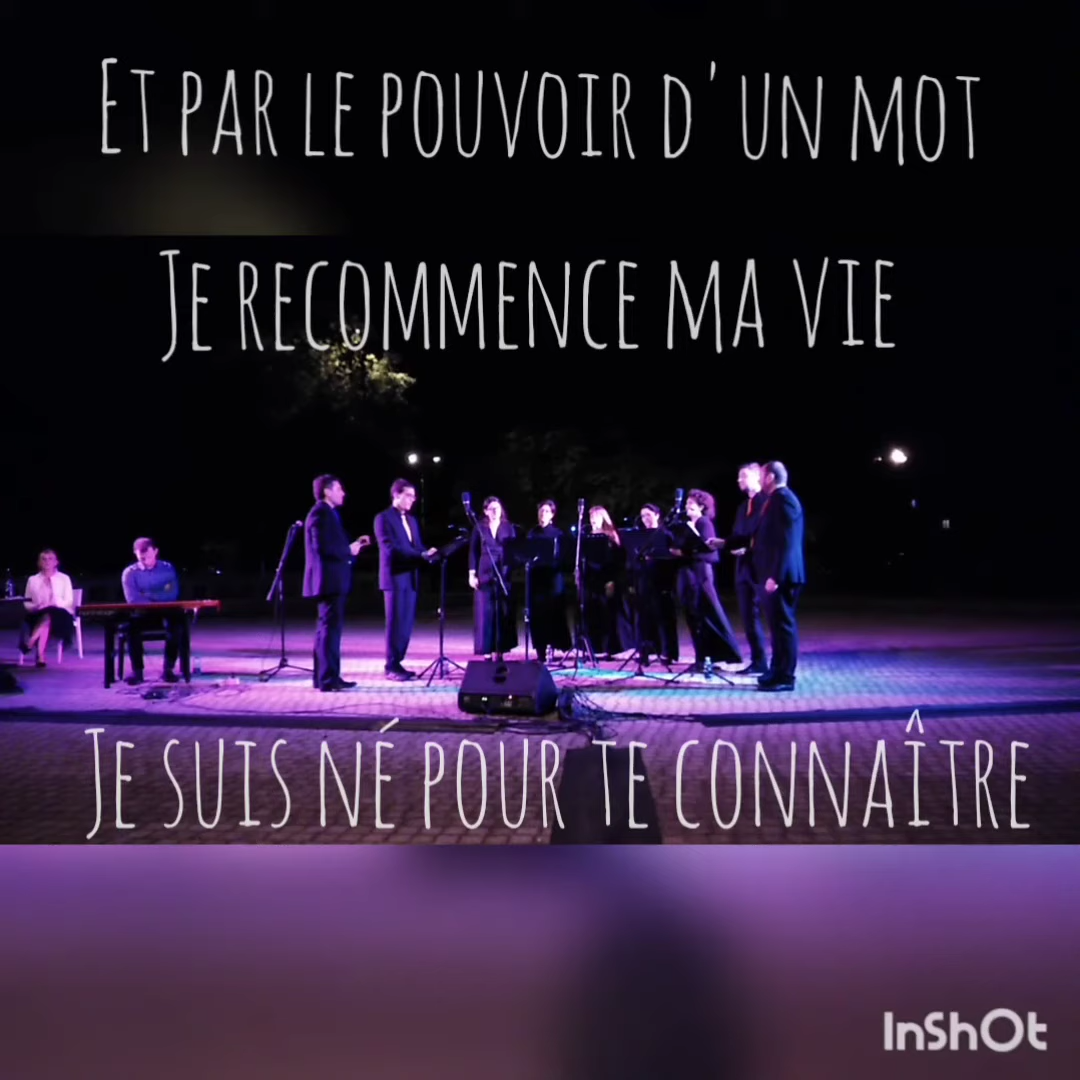 Et par le pouvoir d'un mot
Je recommence ma vie
Je suis né pour te connaître
InShOt